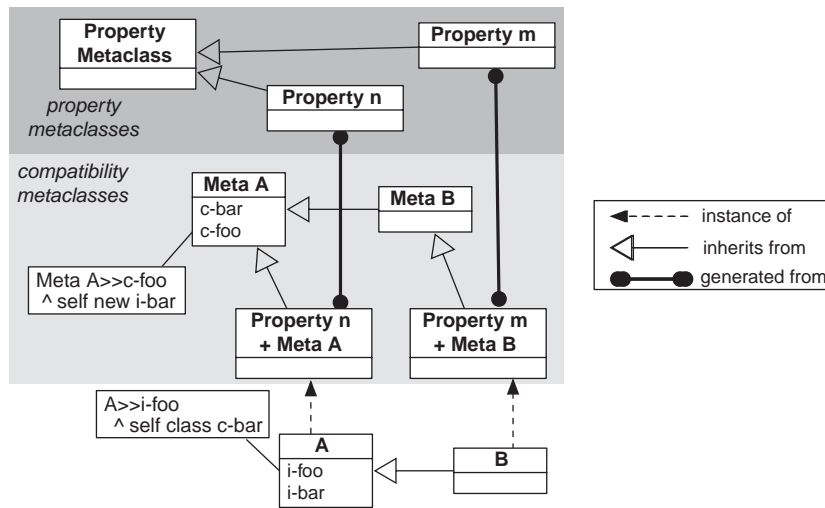 Property
Metaclass
Property m
Property n
property
metaclasses
compatibility
metaclasses
Meta A
c-bar
c-foo
Meta B
Meta A>>c-foo
^ self new i-bar
Property n
+ Meta A
Property m
+ Meta B
A>>i-foo
^ self class c-bar
A
i-foo
i-bar
B
instance of
inherits from
generated from